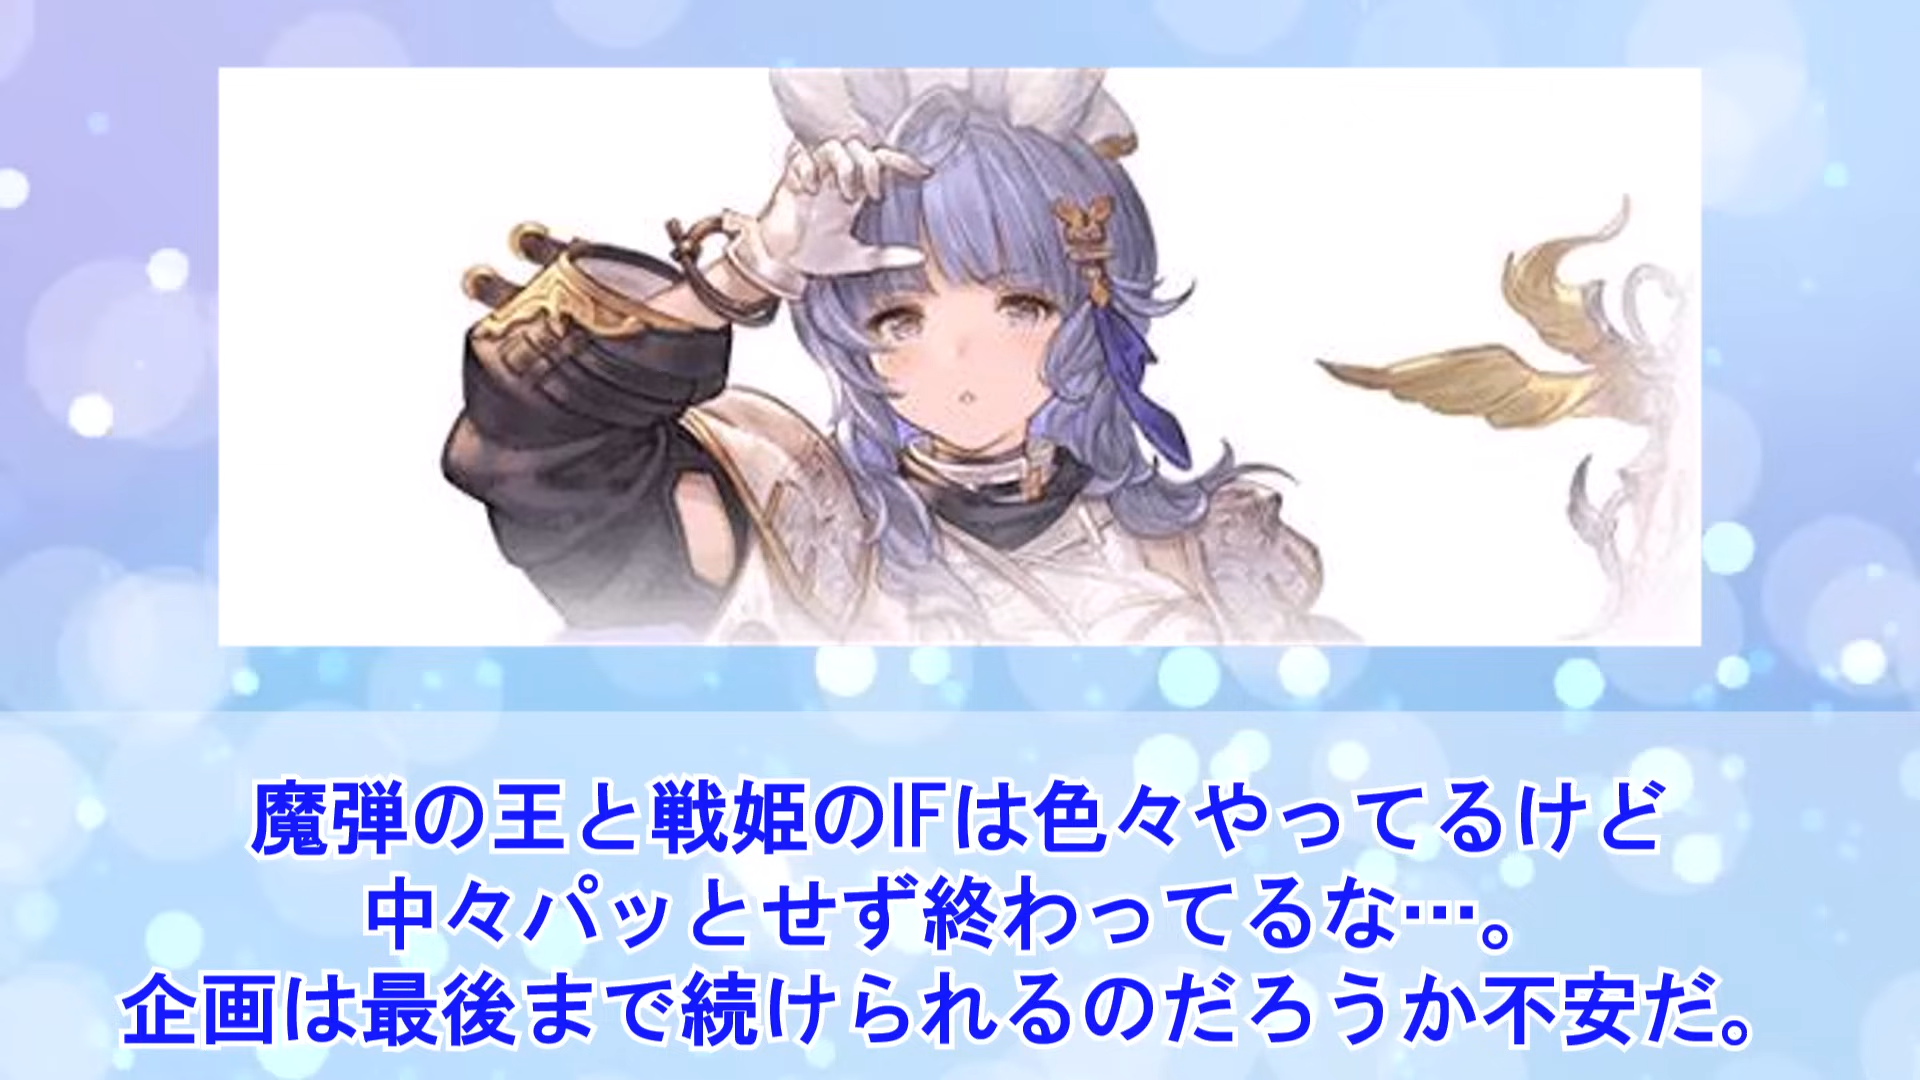 魔弾の王と戦姫のIFは色々やってるけど
中々パッとせず終わってるな…。
企画は最後まで続けられるのだろうか不安だ。